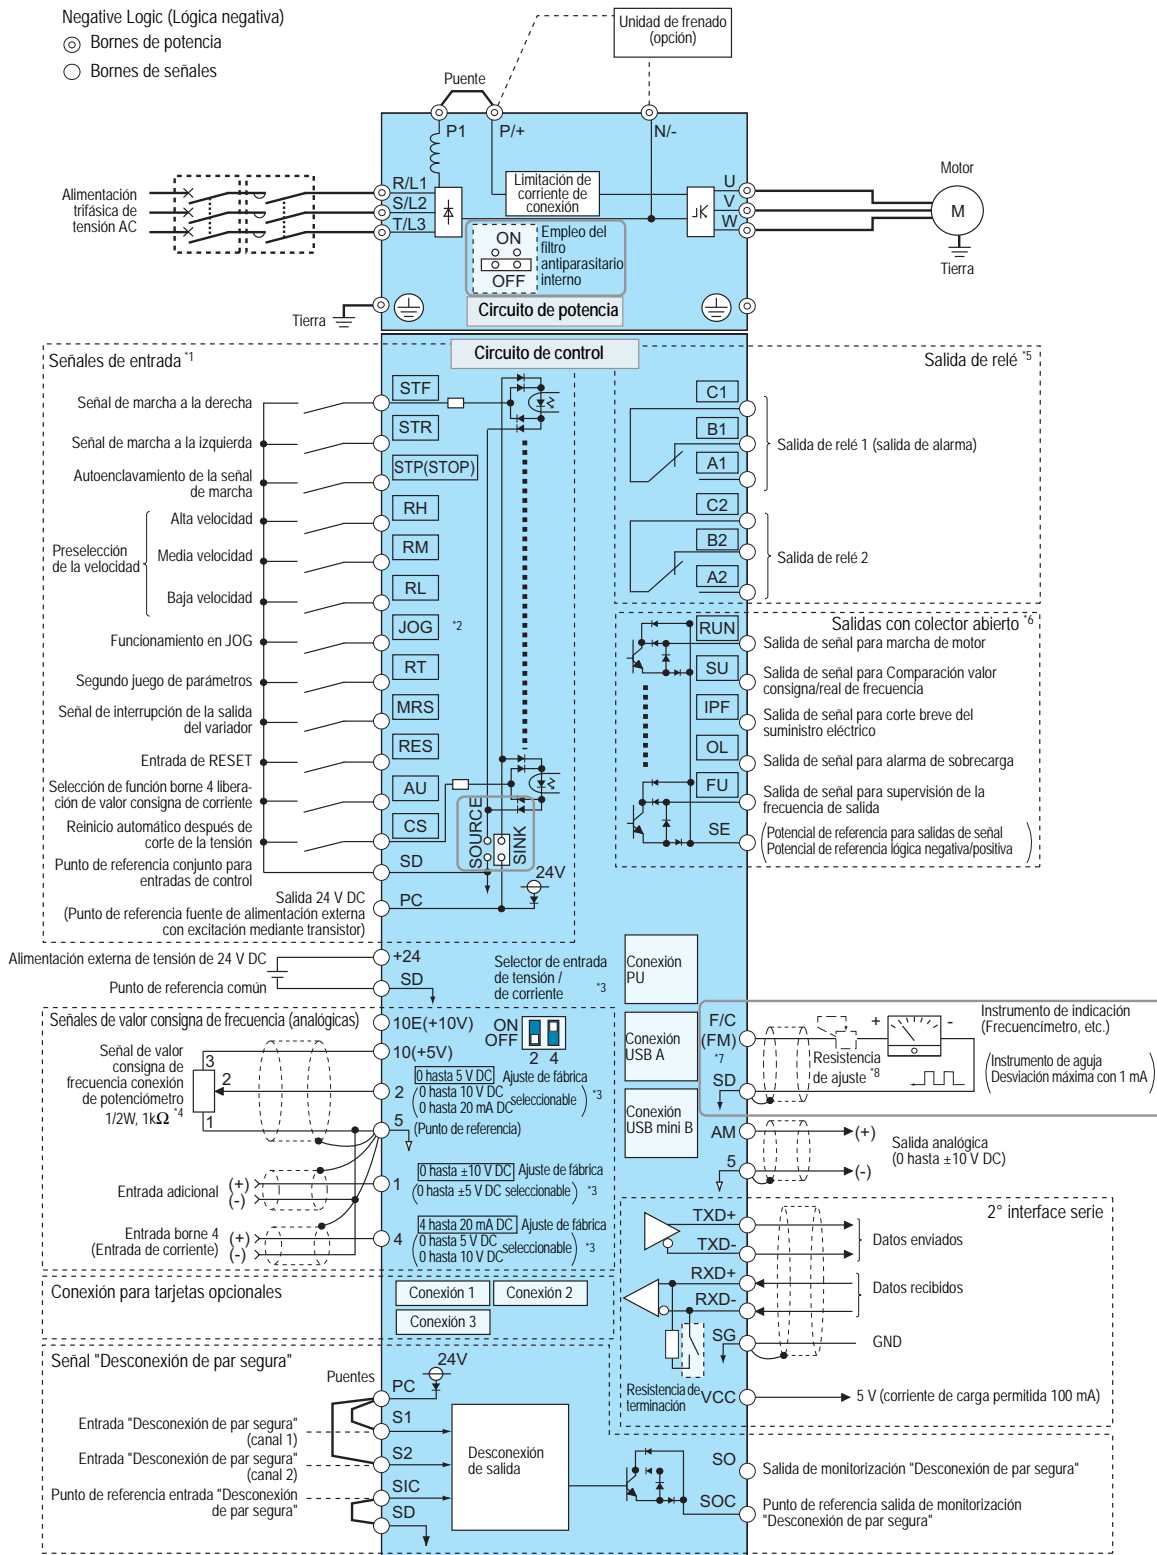 Negative Logic (Lógica negativa)
Bornes de potencia
Bornes de señales
Unidad de frenado
(opción)
Puente
P1
P/+
N/-
Alimentación
trifásica de
tensión AC
R/L1
S/L2
T/L3
Limitación de
corriente de
conexión
U
V
W
Motor
M
Tierra
ON
OFF
Empleo del
filtro
antiparasitario
interno
Tierra
Circuito de potencia
Circuito de control
Señales de entrada *1
Señal de marcha a la derecha
STF
Señal de marcha a la izquierda
STR
Autoenclavamiento de la señal
de marcha
STP(STOP)
Preselección
de la velocidad
Alta velocidad
RH
Media velocidad
RM
Baja velocidad
RL
Funcionamiento en JOG
JOG *2
Segundo juego de parámetros
RT
Señal de interrupción de la salida
del variador
MRS
Entrada de RESET
RES
Selección de función borne 4 libera-
ción de valor consigna de corriente
AU
Reinicio automático después de
corte de la tensión
CS
Punto de referencia conjunto para
entradas de control
SD
SOURCE
SINK
24V
Salida 24 V DC
(Punto de referencia fuente de alimentación externa
con excitación mediante transistor)
PC
Salida de relé *5
C1
B1
A1
Salida de relé 1 (salida de alarma)
C2
B2
A2
Salida de relé 2
Salidas con colector abierto *6
RUN
Salida de señal para marcha de motor
SU
Salida de señal para Comparación valor
consigna/real de frecuencia
IPF
Salida de señal para corte breve del
suministro eléctrico
OL
Salida de señal para alarma de sobrecarga
FU
Salida de señal para supervisión de la
frecuencia de salida
SE
(Potencial de referencia para salidas de señal
Potencial de referencia lógica negativa/positiva)
Alimentación externa de tensión de 24 V DC
+24
Punto de referencia común
SD
Selector de entrada
de tensión /
de corriente *3
Conexión
PU
Conexión
USB A
Conexión
USB mini B
Señales de valor consigna de frecuencia (analógicas)
10E(+10V)
ON
OFF
2 4
10(+5V)
Señal de valor
consigna de
frecuencia conexión
de potenciómetro
1/2W, 1kΩ *4
3
2
1
2
0 hasta 5 V DC Ajuste de fábrica
(0 hasta 10 V DC
0 hasta 20 mA DC seleccionable) *3
5
(Punto de referencia)
Entrada adicional
(+)
(-)
1
0 hasta ±10 V DC Ajuste de fábrica
(0 hasta ±5 V DC seleccionable) *3
Entrada borne 4
(Entrada de corriente)
(+)
(-)
4
4 hasta 20 mA DC Ajuste de fábrica
(0 hasta 5 V DC
0 hasta 10 V DC seleccionable) *3
F/C
(FM)
*7
SD
+
-
Resistencia
de ajuste *8
Instrumento de indicación
(Frecuencímetro, etc.)
(Instrumento de aguja
Desviación máxima con 1 mA)
AM
5
(+)
(-)
Salida analógica
(0 hasta ±10 V DC)
2° interface serie
TXD+
TXD-
Datos enviados
RXD+
RXD-
Datos recibidos
SG
GND
Resistencia de
terminación
VCC
5 V (corriente de carga permitida 100 mA)
Conexión para tarjetas opcionales
Conexión 1
Conexión 2
Conexión 3
Señal "Desconexión de par segura"
Puentes
24V
PC
Entrada "Desconexión de par segura"
(canal 1)
S1
Entrada "Desconexión de par segura"
(canal 2)
S2
Punto de referencia entrada "Desconexión
de par segura"
SIC
SD
Desconexión
de salida
SO
Salida de monitorización "Desconexión de par segura"
SOC
Punto de referencia salida de monitorización
"Desconexión de par segura"